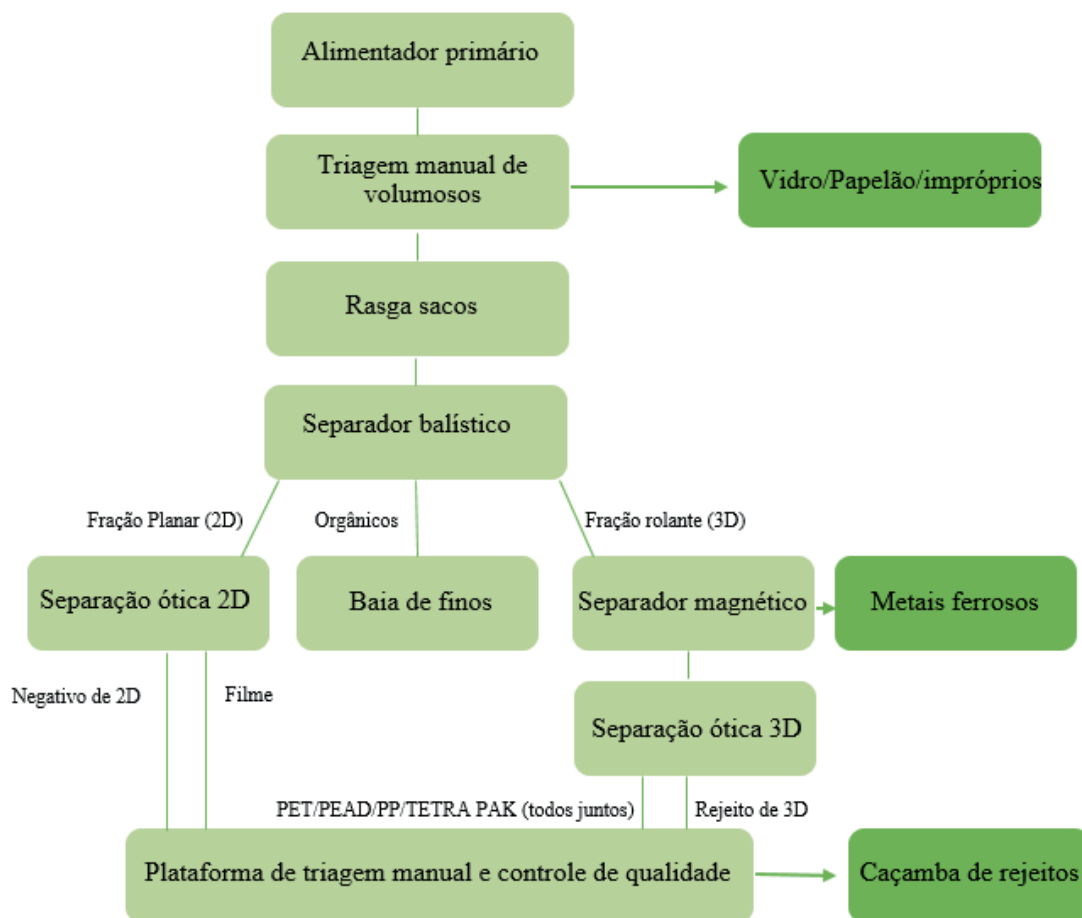 Alimentador primário
Triagem manual de
volumosos
Vidro/Papelão/impróprios
Rasga sacos
Separador balístico
Fração Planar (2D)
Orgânicos
Fração rolante (3D)
Separação ótica 2D
Baia de finos
Separador magnético
Metais ferrosos
Negativo de 2D
Filme
Separação ótica 3D
PET/PEAD/PP/TETRA PAK (todos juntos)
Rejeito de 3D
Plataforma de triagem manual e controle de qualidade
Caçamba de rejeitos